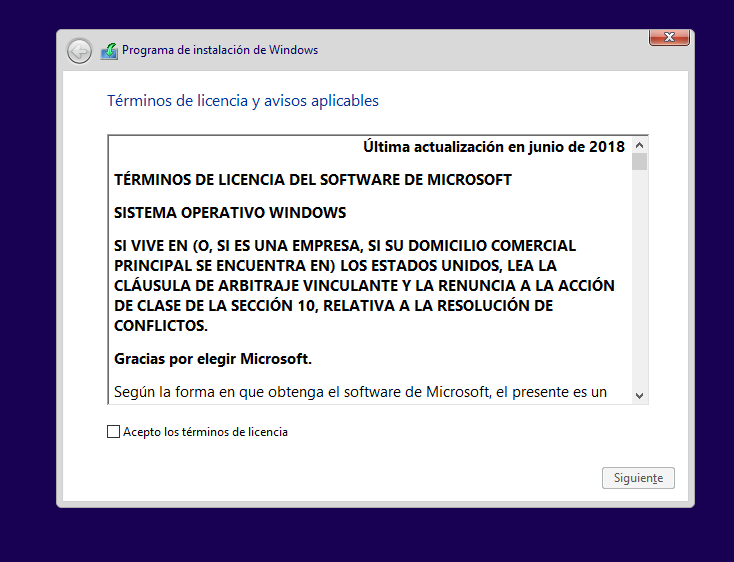 Programa de instalación de Windows
Términos de licencia y avisos aplicables
Última actualización en junio de 2018
TÉRMINOS DE LICENCIA DEL SOFTWARE DE MICROSOFT
SISTEMA OPERATIVO WINDOWS
SI VIVE EN (O, SI ES UNA EMPRESA, SI SU DOMICILIO COMERCIAL
PRINCIPAL SE ENCUENTRA EN) LOS ESTADOS UNIDOS, LEA LA
CLÁUSULA DE ARBITRAJE VINCULANTE Y LA RENUNCIA A LA ACCIÓN
DE CLASE DE LA SECCIÓN 10, RELATIVA A LA RESOLUCIÓN DE
CONFLICTOS.
Gracias por elegir Microsoft.
Según la forma en que obtenga el software de Microsoft, el presente es un
Acepto los términos de licencia
Siguiente